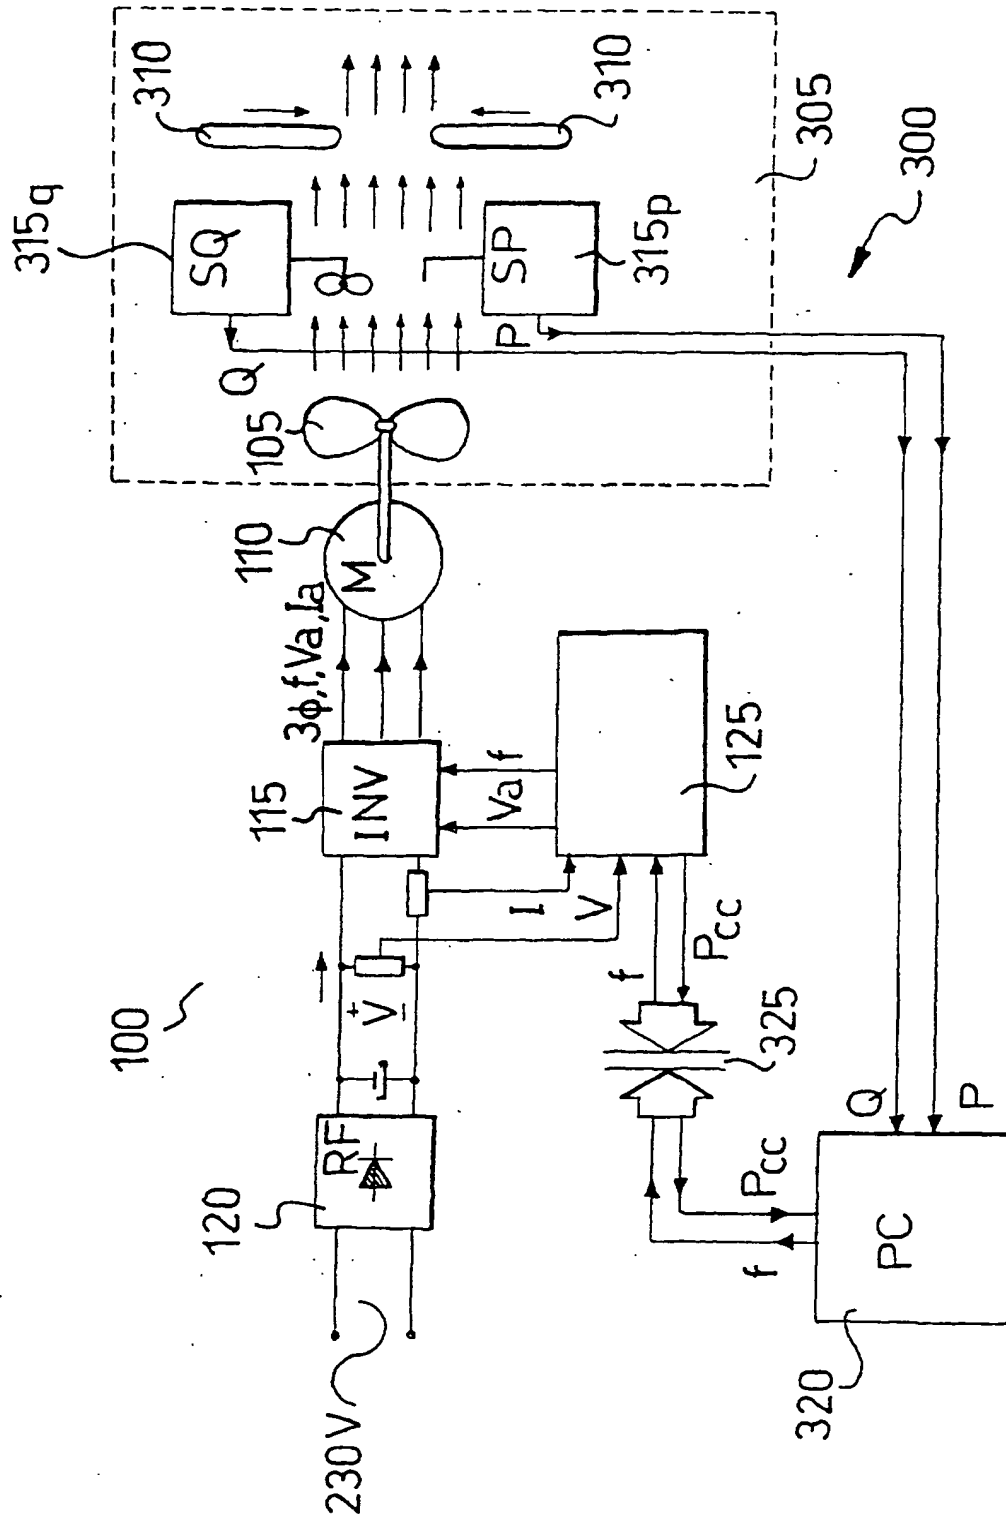 100
230V
120
RF
+
V
-
I
V
115
INV
Va
f
3ϕ,f,Va,Ia
110
M
105
125
f
Pcc
325
f
Pcc
320
PC
Q
P
315q
SQ
Q
P
SP
315p
310
310
305
300